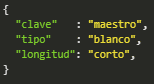 {
  "clave"   : "maestro",
  "tipo"    : "blanco",
  "longitud": "corto",
}